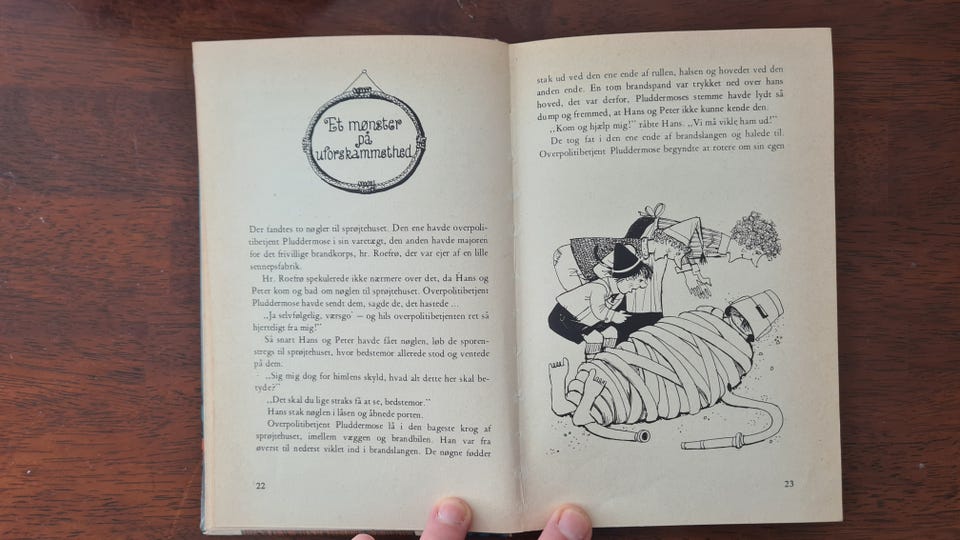 Et mønster
på
uforskammethed
Der fandtes to nøgler til sprøjtehuset. Den ene havde overpoli-
tibetjent Pluddermose i sin varetægt, den anden havde majoren
for det frivillige brandkorps, hr. Roefrø, der var ejer af en lille
sennepsfabrik.
Hr. Roefrø spekulerede ikke nærmere over det, da Hans og
Peter kom og bad om nøglen til sprøjtehuset. Overpolitibetjent
Pluddermose havde sendt dem, sagde de, det hastede ...
„Ja selvfølgelig, værsgo' — og hils overpolitibetjenten ret så
hjerteligt fra mig!"
Så snart Hans og Peter havde fået nøglen, løb de sporen-
stregs til sprøjtehuset, hvor bedstemor allerede stod og ventede
på dem.
„Sig mig dog for himlens skyld, hvad alt dette her skal be-
tyde?"
„Det skal du lige straks få at se, bedstemor."
Hans stak nøglen i låsen og åbnede porten.
Overpolitibetjent Pluddermose lå i den bageste krog af
sprøjtehuset, imellem væggen og brandbilen. Han var fra
øverst til nederst viklet ind i brandslangen. De nøgne fødder
22
stak ud ved den ene ende af rullen, halsen og hovedet ved den
anden ende. En tom brandspand var trykket ned over hans
hoved, det var derfor, Pluddermoses stemme havde lydt så
dump og fremmed, at Hans og Peter ikke kunne kende den.
„Kom og hjælp mig!" råbte Hans. „Vi må vikle ham ud!"
De tog fat i den ene ende af brandslangen og halede til.
Overpolitibetjent Pluddermose begyndte at rotere om sin egen
23